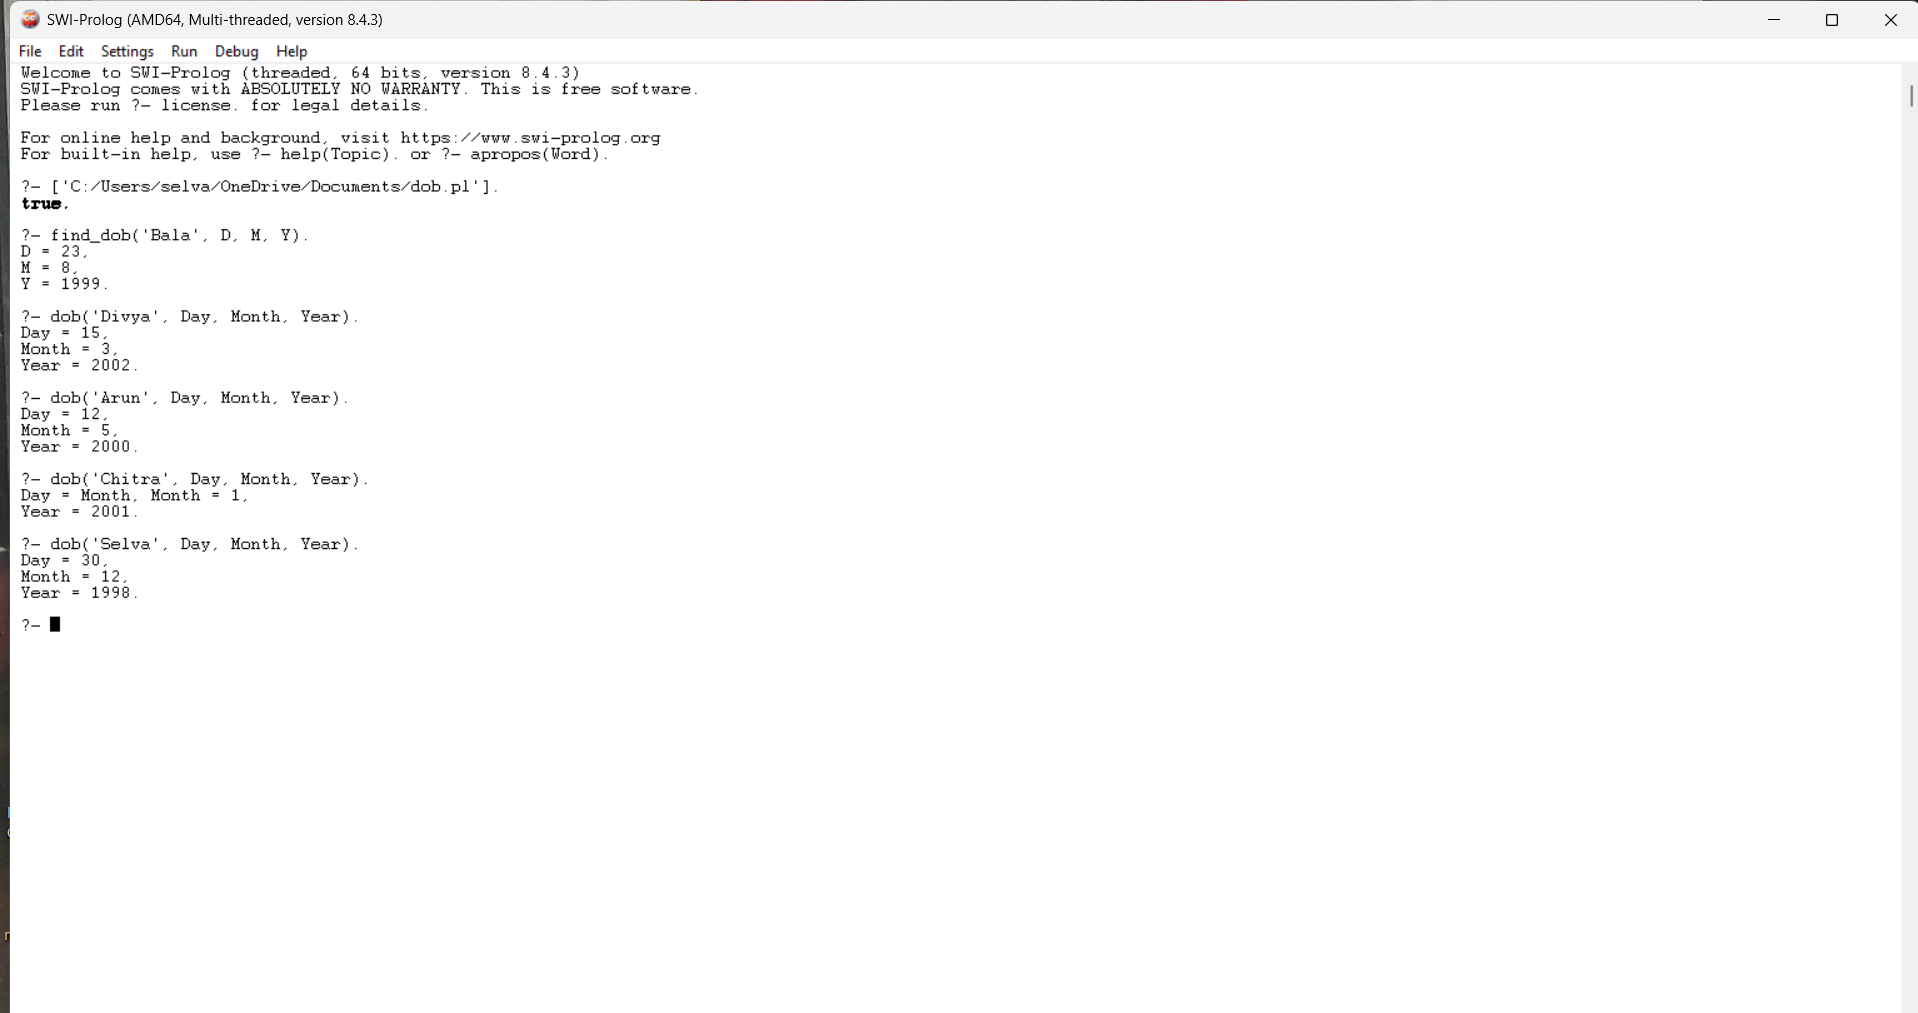 SWI-Prolog (AMD64, Multi-threaded, version 8.4.3)
File Edit Settings Run Debug Help
Welcome to SWI-Prolog (threaded, 64 bits, version 8.4.3)
SWI-Prolog comes with ABSOLUTELY NO WARRANTY. This is free software.
Please run ?- license. for legal details.
For online help and background, visit https://www.swi-prolog.org
For built-in help, use ?- help(Topic). or ?- apropos(Word).
?- ['C:/Users/selva/OneDrive/Documents/dob.pl'].
true.
?- find_dob('Bala', D, M, Y).
D = 23,
M = 8,
Y = 1999.
?- dob('Divya', Day, Month, Year).
Day = 15,
Month = 3,
Year = 2002.
?- dob('Arun', Day, Month, Year).
Day = 12,
Month = 5,
Year = 2000.
?- dob('Chitra', Day, Month, Year).
Day = Month, Month = 1,
Year = 2001.
?- dob('Selva', Day, Month, Year).
Day = 30,
Month = 12,
Year = 1998.
?-